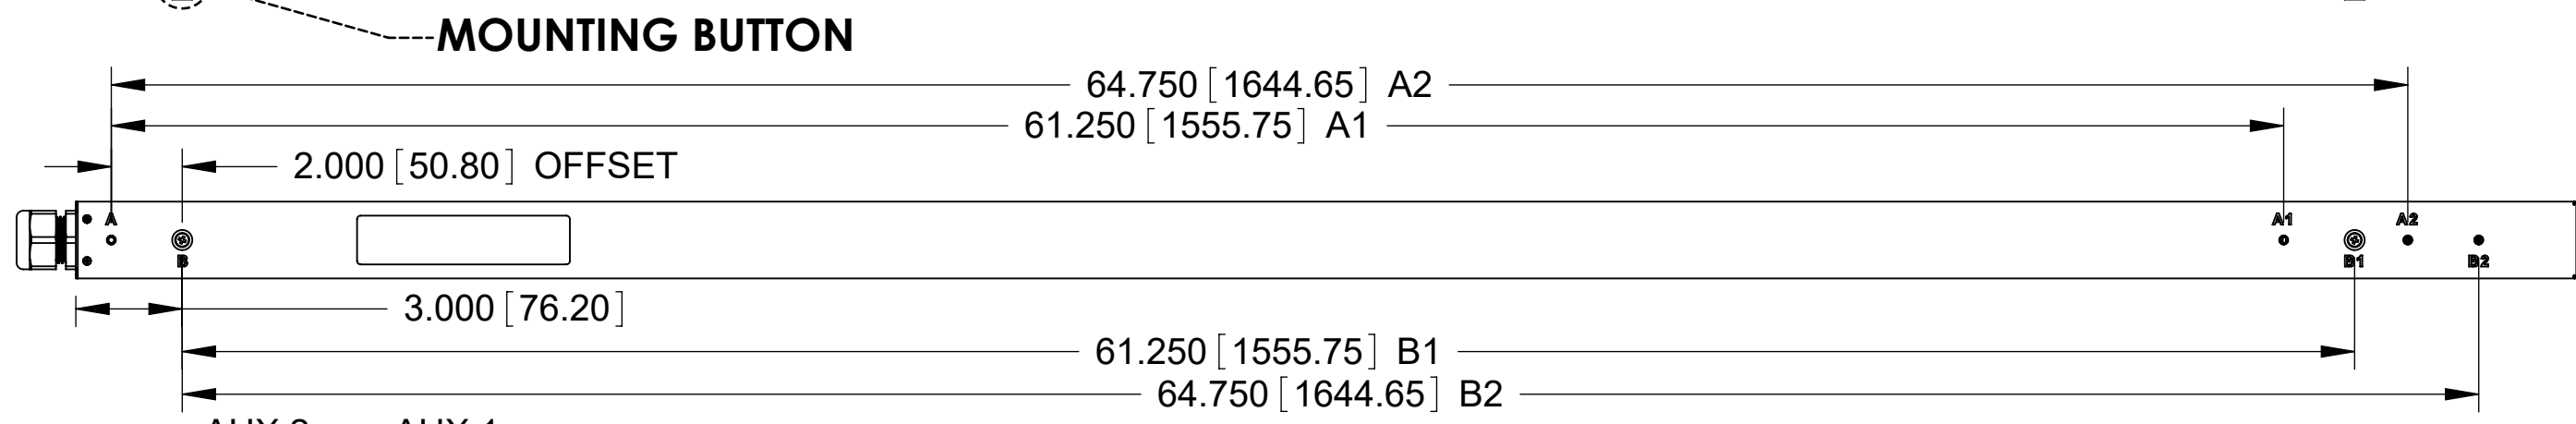 MOUNTING BUTTON
64.750 [1644.65] A2
61.250 [1555.75] A1
2.000 [50.80] OFFSET
A
A1
A2
B
B1
B2
3.000 [76.20]
61.250 [1555.75] B1
64.750 [1644.65] B2